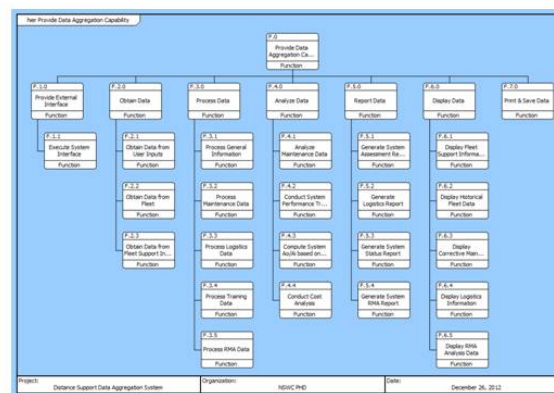 hier Provide Data Aggregation Capability
F.0
Provide Data
Aggregation Ca...
Function
F.1.0
Provide External
Interface
Function
F.2.0
Obtain Data
Function
F.3.0
Process Data
Function
F.4.0
Analyze Data
Function
F.5.0
Report Data
Function
F.6.0
Display Data
Function
F.7.0
Print & Save Data
Function
F.1.1
Execute System
Interface
Function
F.2.1
Obtain Data from
User Inputs
Function
F.2.2
Obtain Data from
Fleet
Function
F.2.3
Obtain Data from
Fleet Support In...
Function
F.3.1
Process General
Information
Function
F.3.2
Process
Maintenance Data
Function
F.3.3
Process Logistics
Data
Function
F.3.4
Process Training
Data
Function
F.3.5
Process RMA Data
Function
F.4.1
Analyze
Maintenance Data
Function
F.4.2
Conduct System
Performance Tr...
Function
F.4.3
Compute System
Ao/Ai based on...
Function
F.4.4
Conduct Cost
Analysis
Function
F.5.1
Generate System
Assessment Re...
Function
F.5.2
Generate
Logistics Report
Function
F.5.3
Generate System
Status Report
Function
F.5.4
Generate System
RMA Report
Function
F.6.1
Display Fleet
Support Informa...
Function
F.6.2
Display Historical
Fleet Data
Function
F.6.3
Display
Corrective Main...
Function
F.6.4
Display Logistics
Information
Function
F.6.5
Display RMA
Analysis Data
Function
Project:
Distance Support Data Aggregation System
Organization:
NSWC PHD
Date:
December 26, 2012